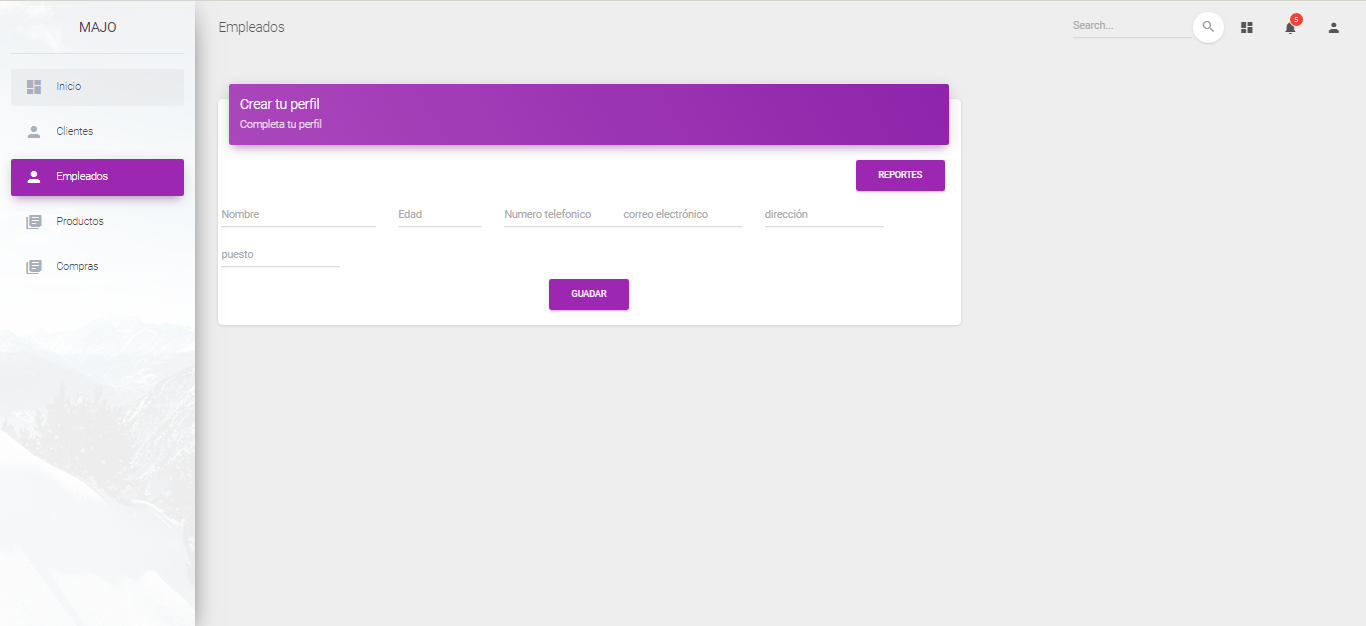 MAJO
Inicio
Clientes
Empleados
Productos
Compras
Empleados
Search...
5
Crear tu perfil
Completa tu perfil
REPORTES
Nombre Edad Numero telefonico correo electrónico dirección
puesto
GUADAR